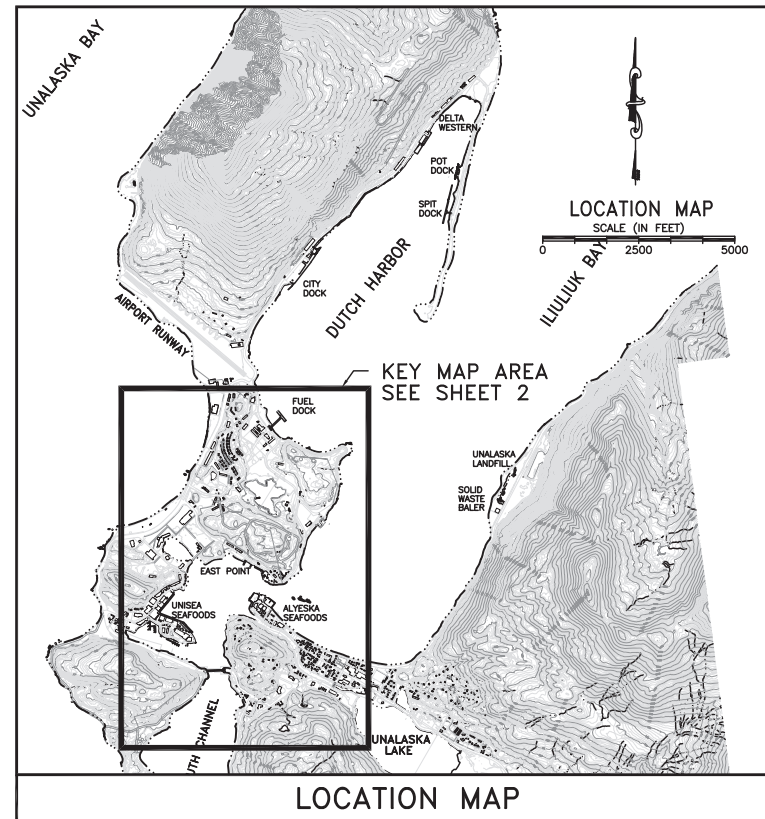 UNALASKA BAY
DELTA
WESTERN
POT
DOCK
SPIT
DOCK
LOCATION MAP
SCALE (IN FEET)
0 2500 5000
ILIULIUK BAY
CITY
DOCK
DUTCH HARBOR
AIRPORT RUNWAY
KEY MAP AREA
SEE SHEET 2
FUEL
DOCK
UNALASKA
LANDFILL
SOLID
WASTE
BALER
EAST POINT
UNISEA
SEAFOODS
ALYESKA
SEAFOODS
UTH CHANNEL
UNALASKA
LAKE
LOCATION MAP